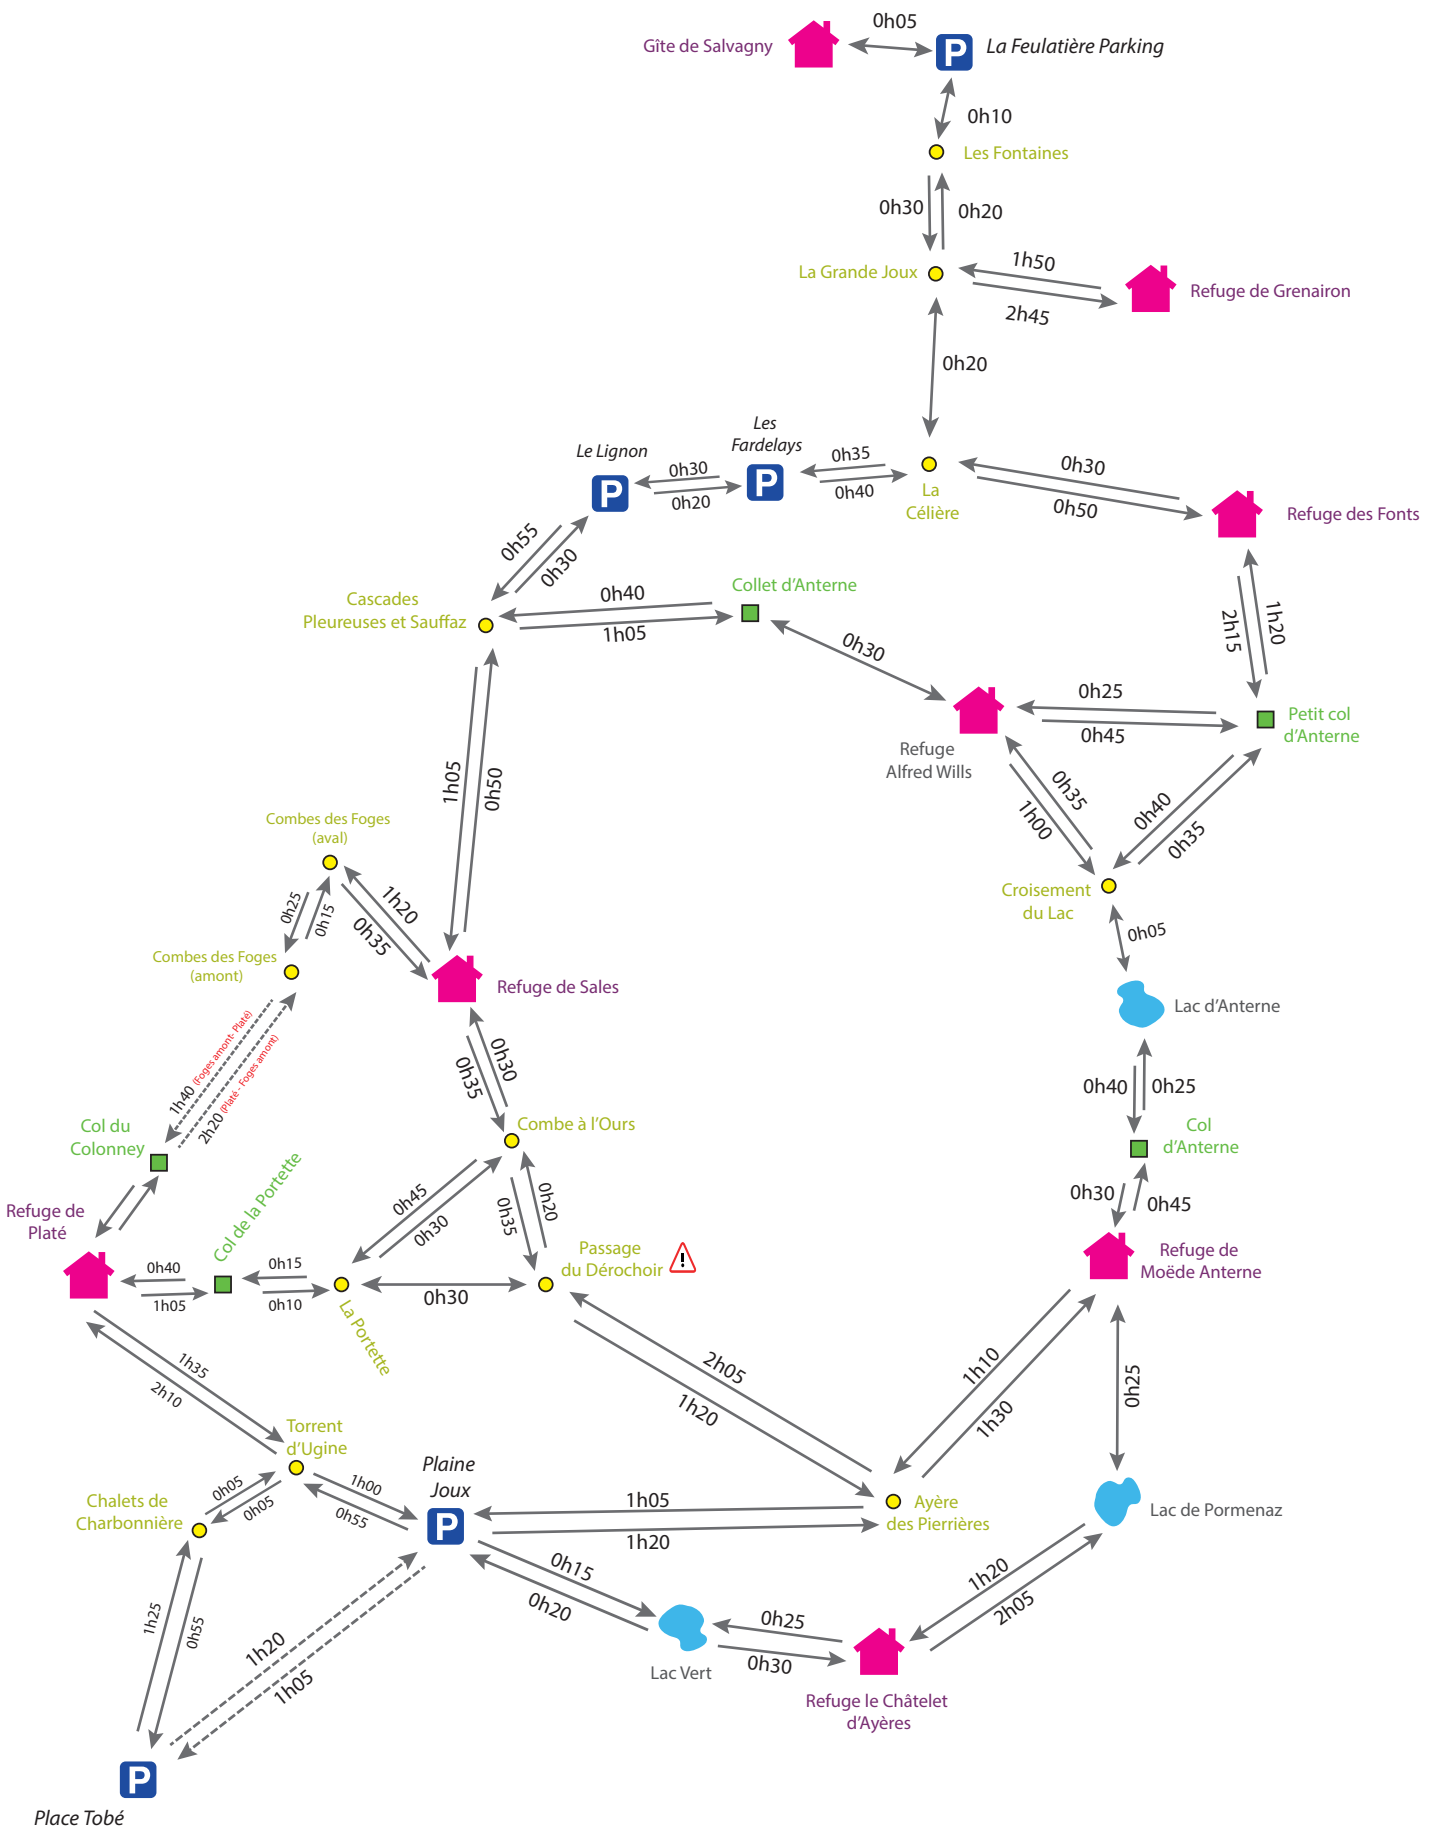 0h05
Gîte de Salvagny
P
La Feulatière Parking
0h10
Les Fontaines
0h30
0h20
La Grande Joux
1h50
2h45
Refuge de Grenairon
0h20
Le Lignon
P
0h30
0h20
Les
Fardelays
P
0h35
0h40
La
Célière
0h30
0h50
Refuge des Fonts
0h55
0h30
Cascades
Pleureuses et Sauffaz
0h40
1h05
Collet d'Anterne
0h30
2h15
1h20
Refuge
Alfred Wills
0h25
0h45
Petit col
d'Anterne
0h35
1h00
0h40
0h35
1h05
0h50
Croisement
du Lac
0h05
Lac d'Anterne
Combes des Foges
(aval)
0h25
0h15
1h20
0h35
Combes des Foges
(amont)
Refuge de Sales
1h40 (Foges amont- Platé)
2h20 (Platé - Foges amont)
0h30
0h35
0h40
0h25
Combe à l'Ours
Col
d'Anterne
Col du
Colonney
0h30
0h45
Refuge de
Platé
Col de la Portette
0h45
0h30
0h35
0h20
Passage
du Dérochoir
!
Refuge de
Moëde Anterne
0h40
1h05
0h15
0h10
0h30
La Portette
1h35
2h10
2h05
1h20
1h10
1h30
0h25
Torrent
d'Ugine
Plaine
Joux
P
1h00
0h55
0h05
0h05
Chalets de
Charbonnière
1h05
1h20
Ayère
des Pierrières
Lac de Pormenaz
0h15
0h20
1h20
2h05
Lac Vert
0h25
0h30
Refuge le Châtelet
d'Ayères
1h25
0h55
1h20
1h05
P
Place Tobé